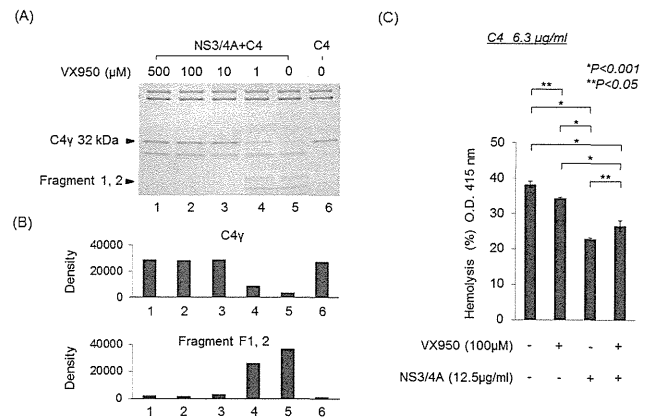 (A)
NS3/4A+C4 C4
VX950 (µM) 500 100 10 1 0 0
C4γ 32 kDa
Fragment 1, 2
1 2 3 4 5 6
(B)
C4γ
Density
40000
20000
0
1 2 3 4 5 6
Fragment F1, 2
Density
40000
20000
0
1 2 3 4 5 6
(C)
C4 6.3 µg/ml
*P<0.001
**P<0.05
**
*
*
*
*
**
Hemolysis (%) O.D. 415 nm
50
40
30
20
10
0
VX950 (100µM) - + - +
NS3/4A (12.5µg/ml) - - + +